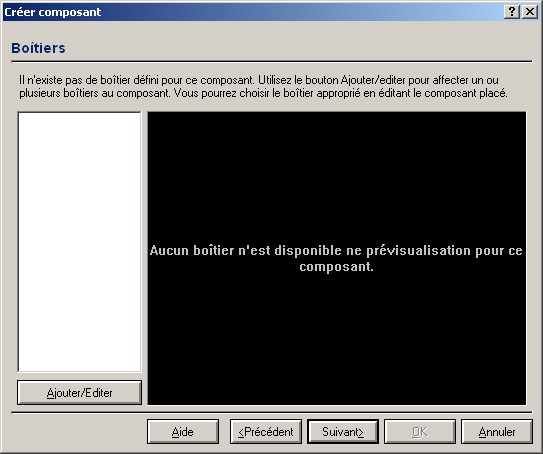 Créer composant
Boîtiers
Il n'existe pas de boîtier défini pour ce composant. Utilisez le bouton Ajouter/editer pour affecter un ou
plusieurs boîtiers au composant. Vous pourrez choisir le boîtier approprié en éditant le composant placé.
Aucun boîtier n'est disponible ne prévisualisation pour ce
composant.
Ajouter/Editer
Aide
<Précédent
Suivant>
OK
Annuler